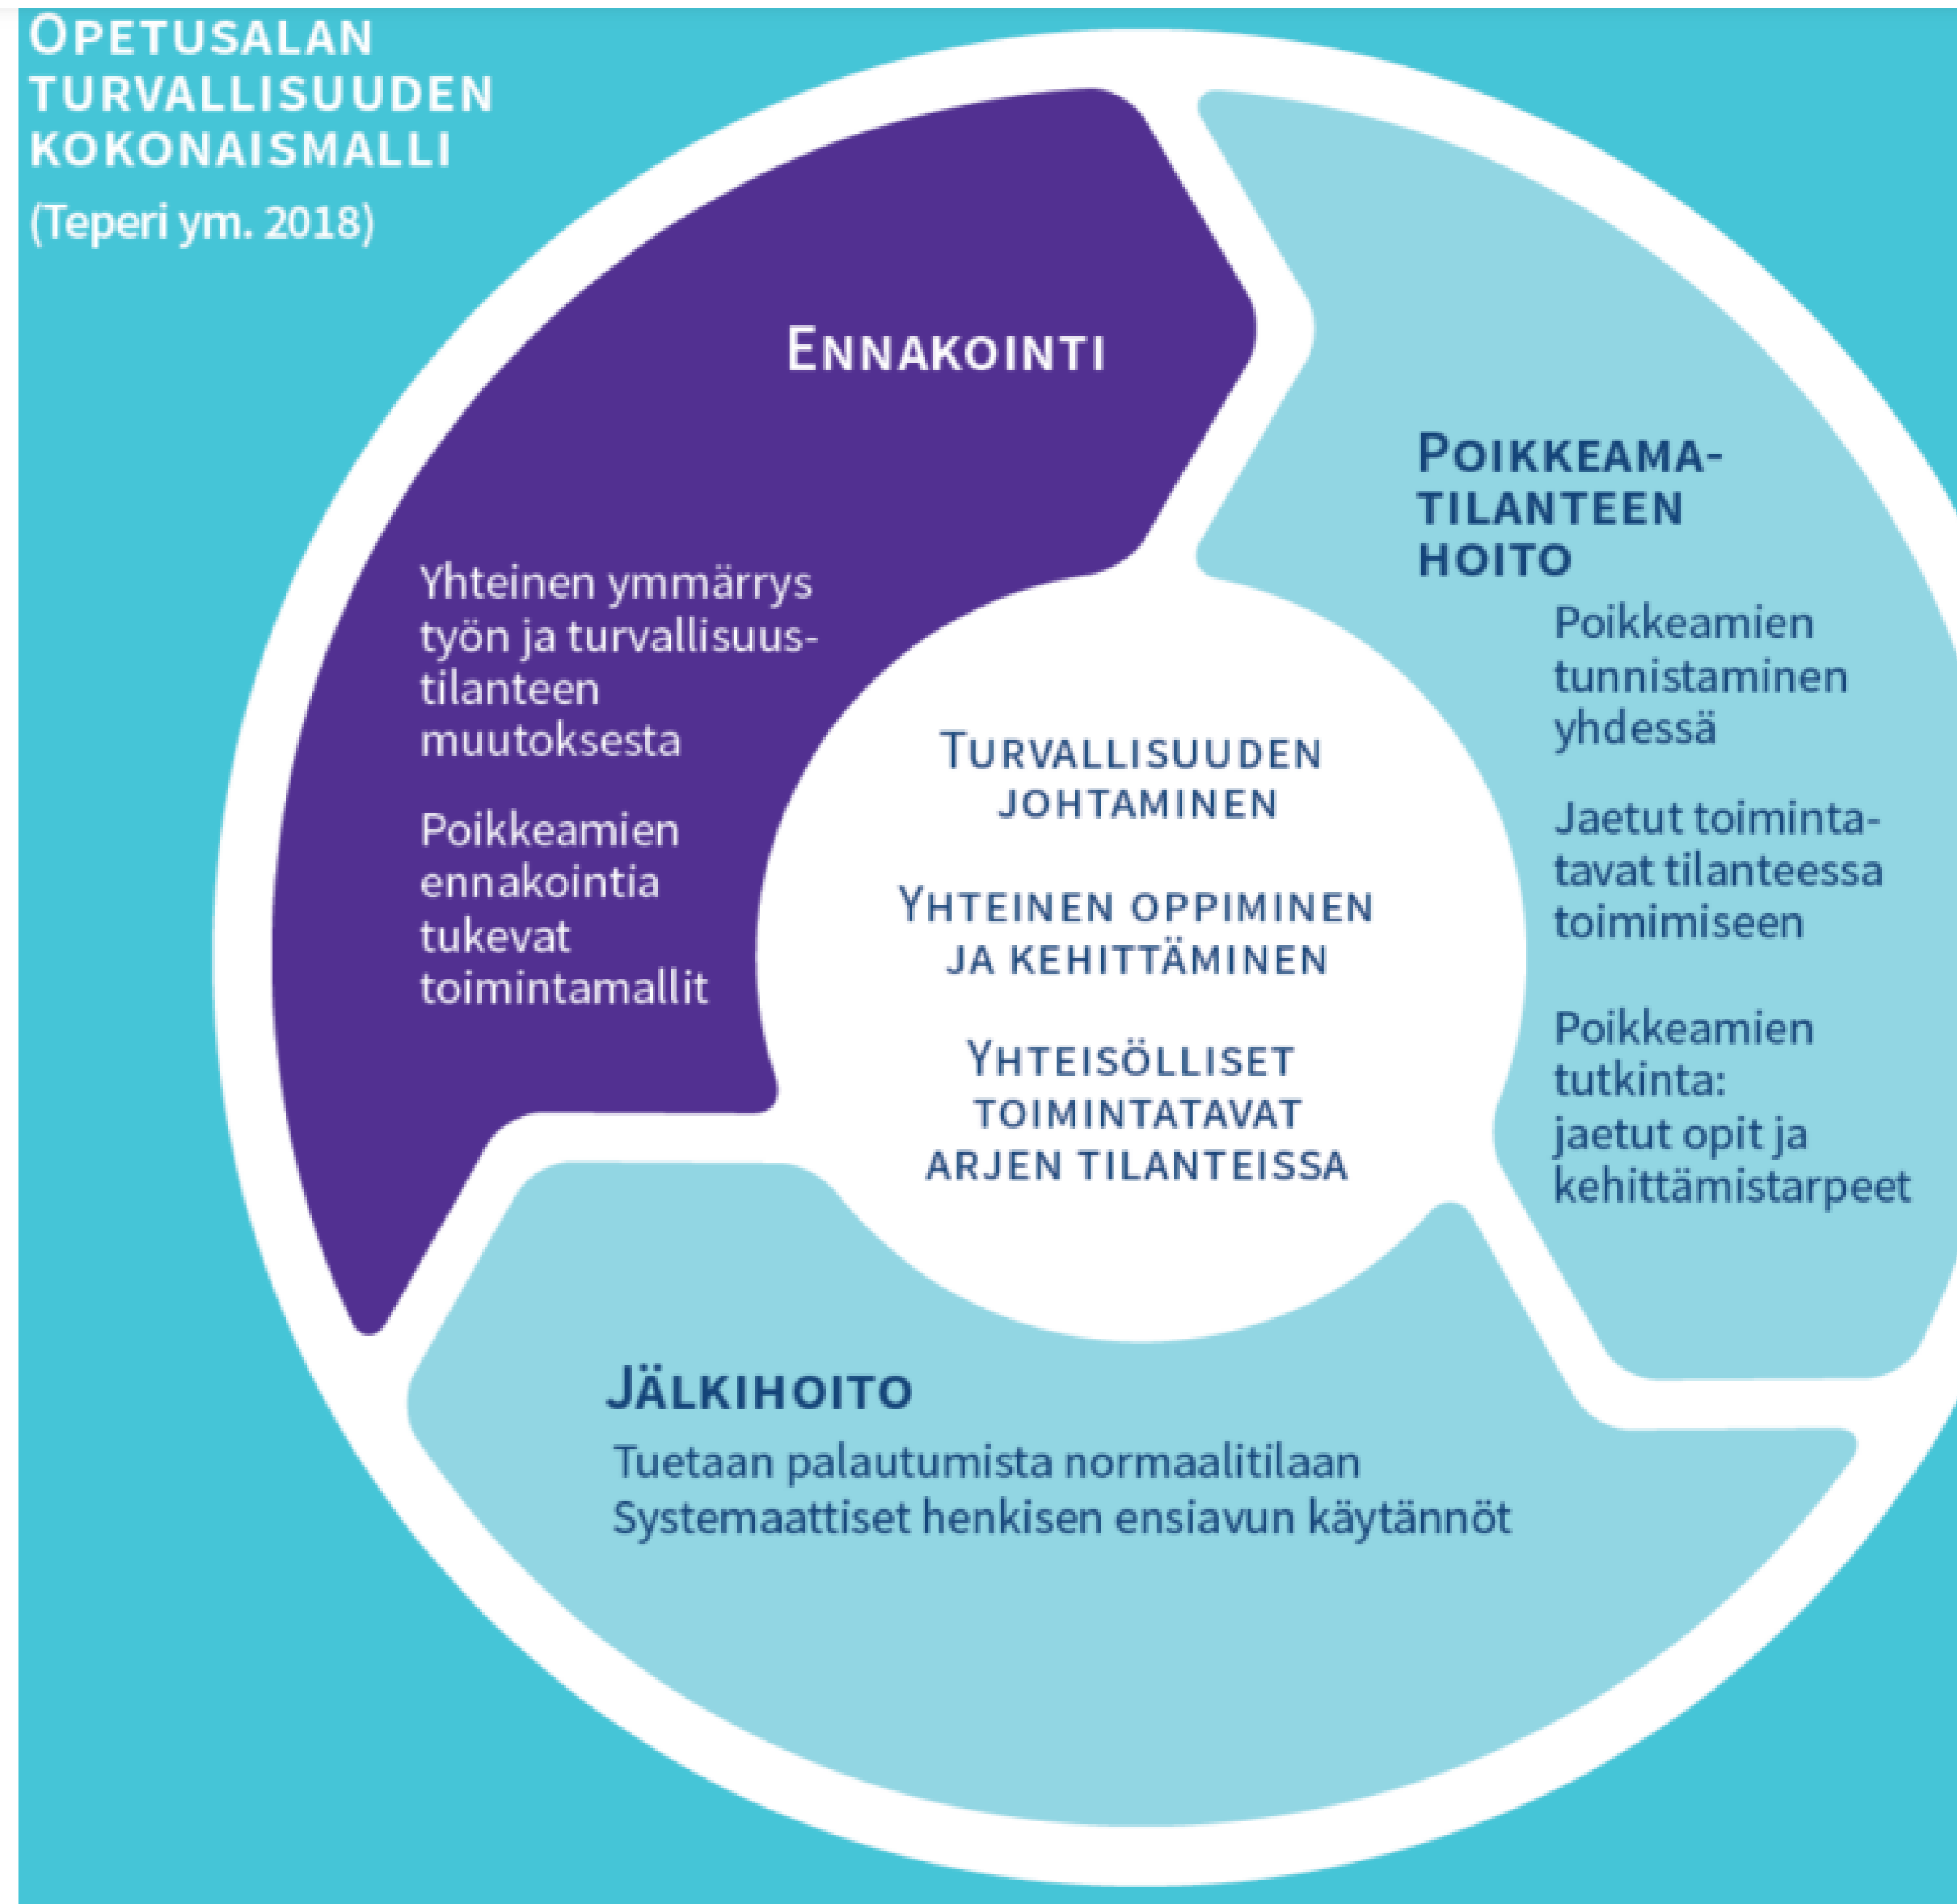 OPETUSALAN
TURVALLISUUDEN
KOKONAISMALLI
(Teperi ym. 2018)
ENNAKOINTI
Yhteinen ymmärrys
työn ja turvallisuus-
tilanteen
muutoksesta
Poikkeamien
ennakointia
tukevat
toimintamallit
POIKKEAMA-
TILANTEEN
HOITO
Poikkeamien
tunnistaminen
yhdessä
Jaetut toiminta-
tavat tilanteessa
toimimiseen
Poikkeamien
tutkinta:
jaetut opit ja
kehittämistarpeet
TURVALLISUUDEN
JOHTAMINEN
YHTEINEN OPPIMINEN
JA KEHITTÄMINEN
YHTEISÖLLISET
TOIMINTATAVAT
ARJEN TILANTEISSA
JÄLKIHOITO
Tuetaan palautumista normaalitilaan
Systemaattiset henkisen ensiavun käytännöt